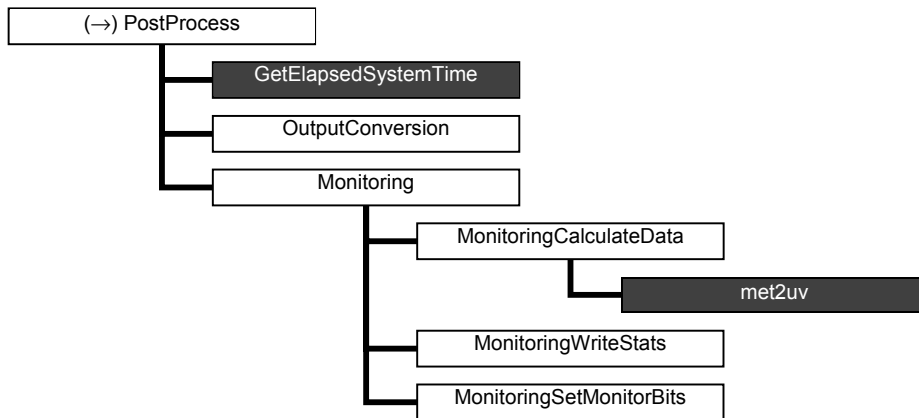 (→) PostProcess
GetElapsedSystemTime
OutputConversion
Monitoring
MonitoringCalculateData
met2uv
MonitoringWriteStats
MonitoringSetMonitorBits